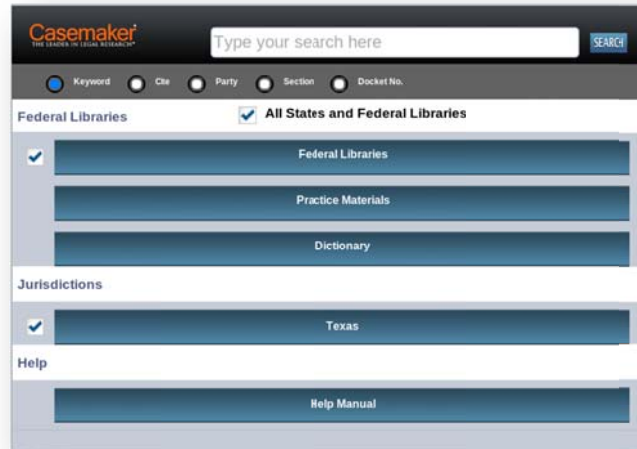 Casemaker
THE LEADER IN LEGAL RESEARCH
Type your search here SEARCH
Keyword Cite Party Section Docket No.
Federal Libraries All States and Federal Libraries
Federal Libraries
Practice Materials
Dictionary
Jurisdictions
Texas
Help
Help Manual